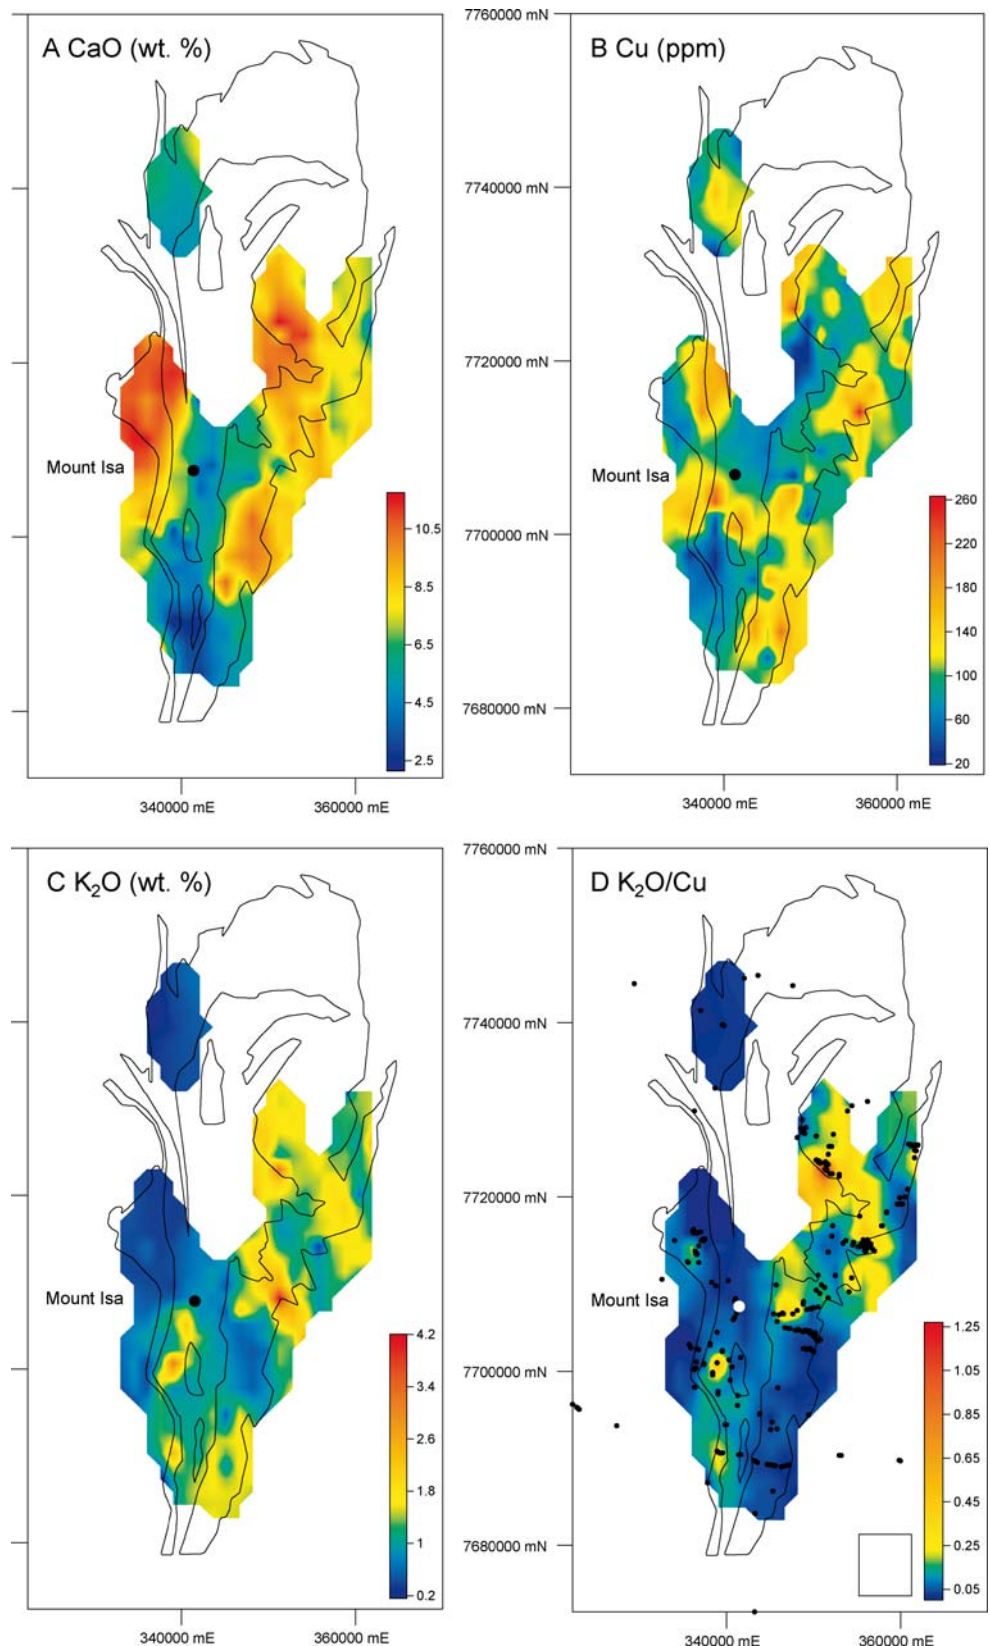 A CaO (wt. %)
Mount Isa
10.5
8.5
6.5
4.5
2.5
340000 mE
360000 mE
B Cu (ppm)
7760000 mN
7740000 mN
7720000 mN
7700000 mN
7680000 mN
Mount Isa
260
220
180
140
100
60
20
340000 mE
360000 mE
C K₂O (wt. %)
Mount Isa
4.2
3.4
2.6
1.8
1
0.2
340000 mE
360000 mE
D K₂O/Cu
7760000 mN
7740000 mN
7720000 mN
7700000 mN
7680000 mN
Mount Isa
1.25
1.05
0.85
0.65
0.45
0.25
0.05
340000 mE
360000 mE